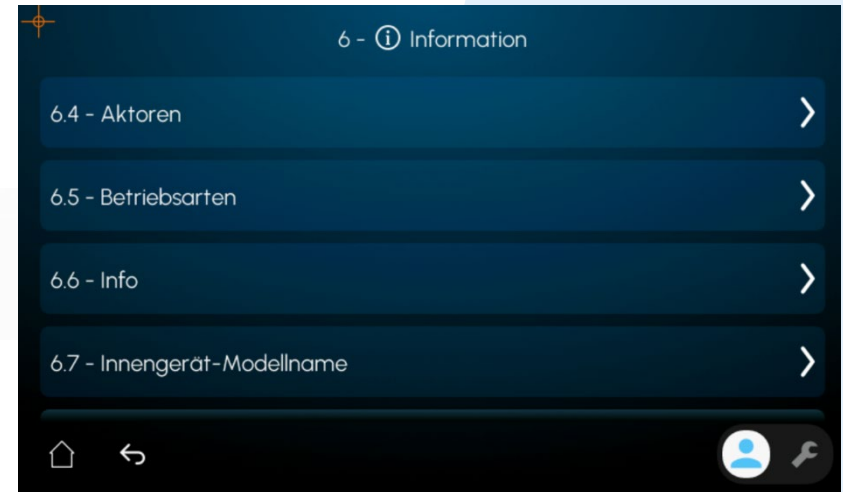 6 - ⓘ Information
6.4 - Aktoren
6.5 - Betriebsarten
6.6 - Info
6.7 - Innengerät-Modellname